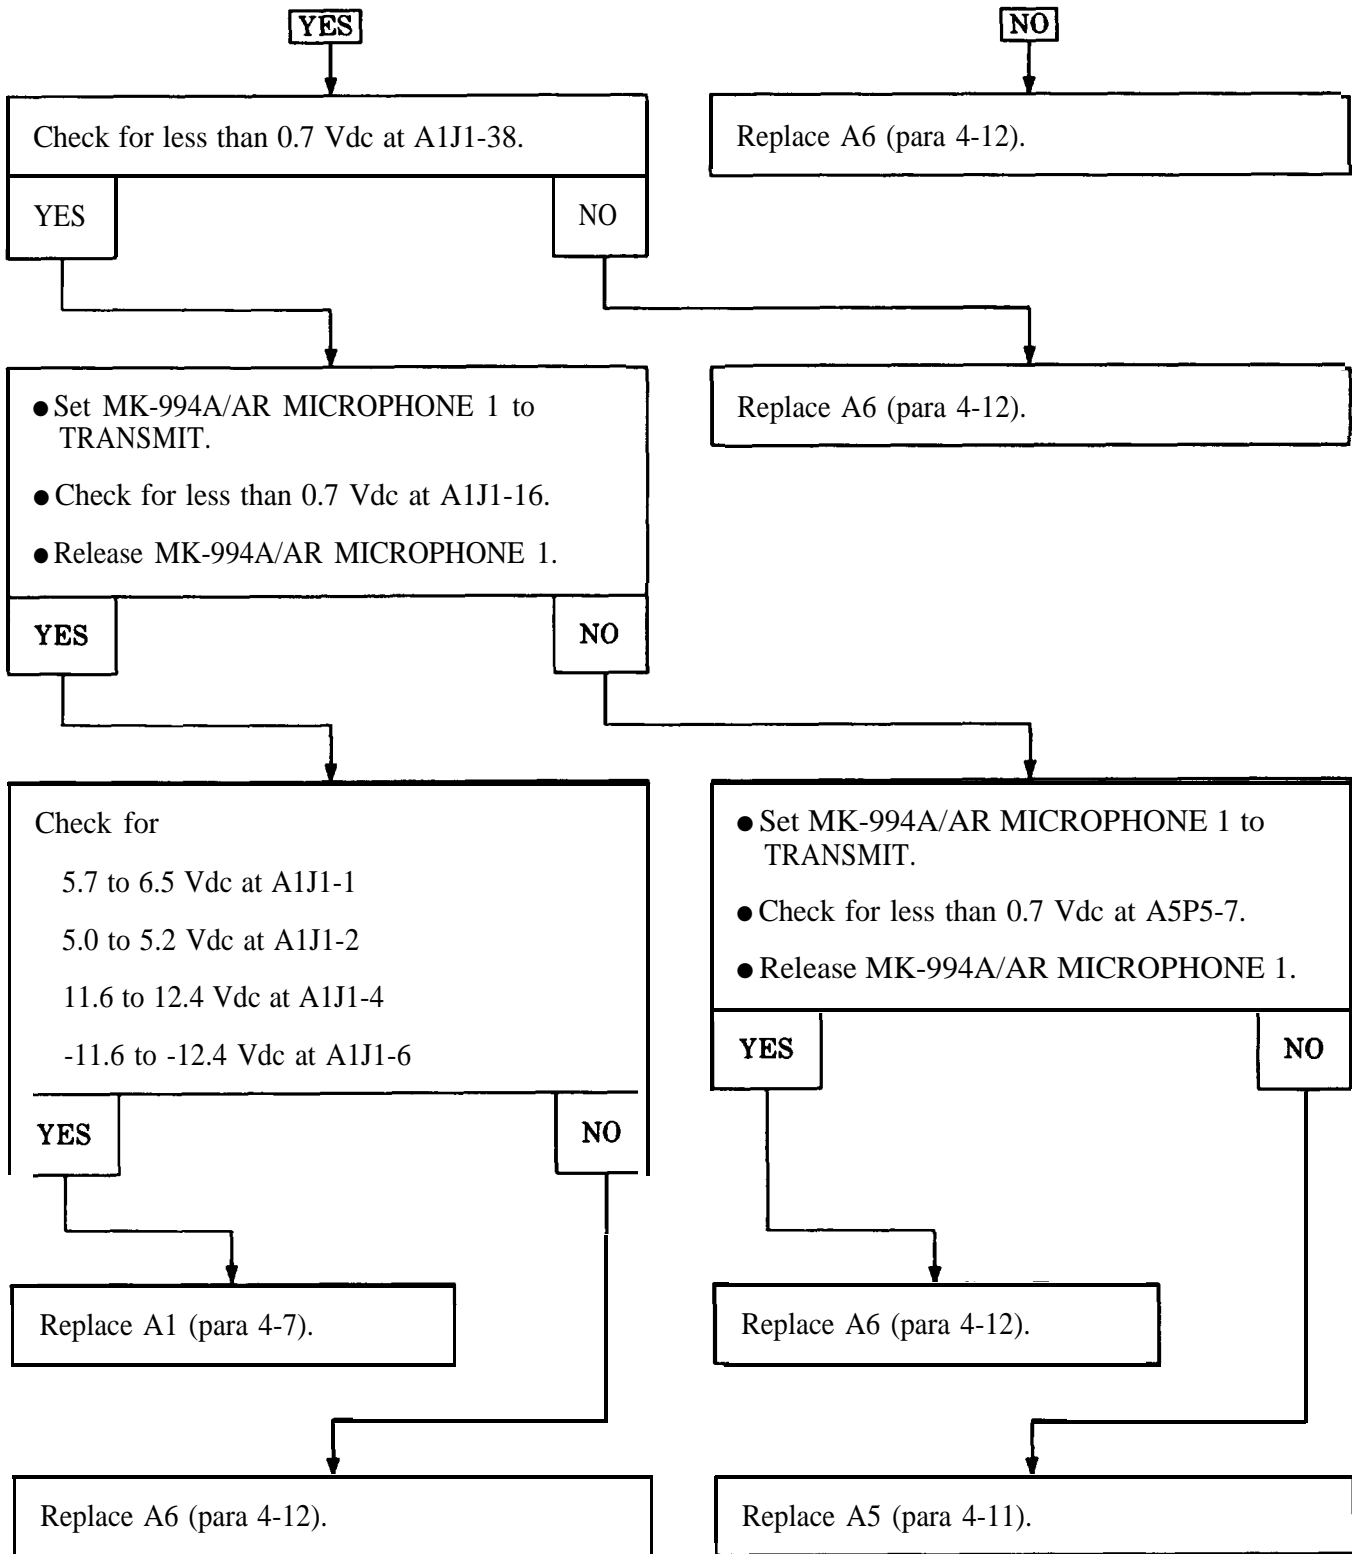 YES
NO
Check for less than 0.7 Vdc at A1J1-38.
Replace A6 (para 4-12).
YES
NO
● Set MK-994A/AR MICROPHONE 1 to
TRANSMIT.
● Check for less than 0.7 Vdc at A1J1-16.
● Release MK-994A/AR MICROPHONE 1.
Replace A6 (para 4-12).
YES
NO
Check for
5.7 to 6.5 Vdc at A1J1-1
5.0 to 5.2 Vdc at A1J1-2
11.6 to 12.4 Vdc at A1J1-4
-11.6 to -12.4 Vdc at A1J1-6
● Set MK-994A/AR MICROPHONE 1 to
TRANSMIT.
● Check for less than 0.7 Vdc at A5P5-7.
● Release MK-994A/AR MICROPHONE 1.
YES
NO
YES
NO
Replace A1 (para 4-7).
Replace A6 (para 4-12).
Replace A6 (para 4-12).
Replace A5 (para 4-11).